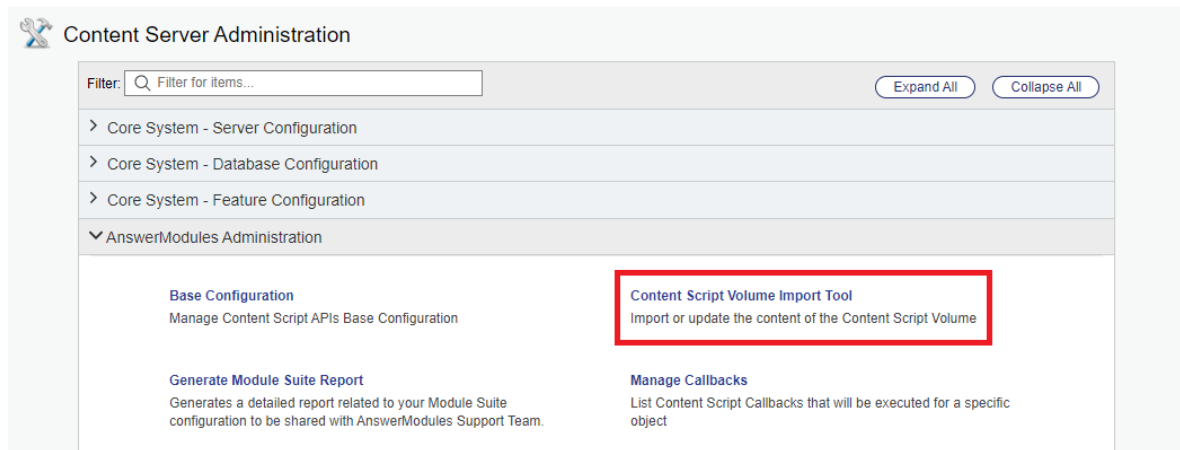 Content Server Administration
Filter: Filter for items...
Expand All
Collapse All
Core System - Server Configuration
Core System - Database Configuration
Core System - Feature Configuration
AnswerModules Administration
Base Configuration
Manage Content Script APIs Base Configuration
Content Script Volume Import Tool
Import or update the content of the Content Script Volume
Generate Module Suite Report
Generates a detailed report related to your Module Suite
configuration to be shared with AnswerModules Support Team.
Manage Callbacks
List Content Script Callbacks that will be executed for a specific
object